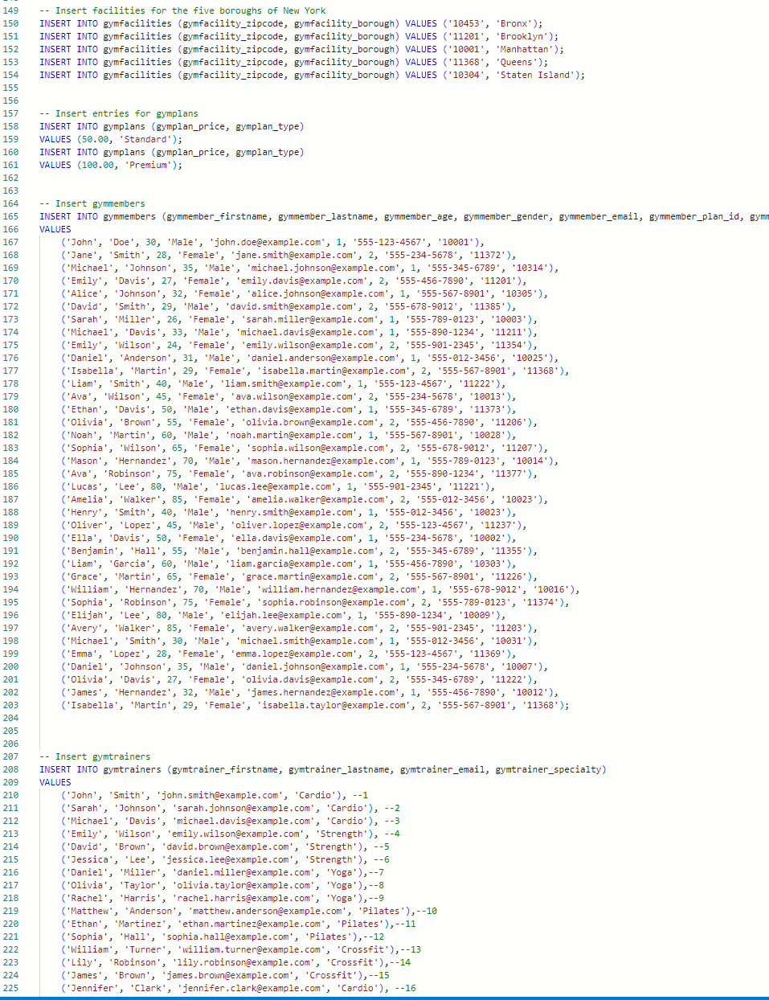 149 -- Insert facilities for the five boroughs of New York
150 INSERT INTO gymfacilities (gymfacility_zipcode, gymfacility_borough) VALUES ('10453', 'Bronx');
151 INSERT INTO gymfacilities (gymfacility_zipcode, gymfacility_borough) VALUES ('11201', 'Brooklyn');
152 INSERT INTO gymfacilities (gymfacility_zipcode, gymfacility_borough) VALUES ('10001', 'Manhattan');
153 INSERT INTO gymfacilities (gymfacility_zipcode, gymfacility_borough) VALUES ('11368', 'Queens');
154 INSERT INTO gymfacilities (gymfacility_zipcode, gymfacility_borough) VALUES ('10304', 'Staten Island');
155
156
157 -- Insert entries for gymplans
158 INSERT INTO gymplans (gymplan_price, gymplan_type)
159 VALUES (50.00, 'Standard');
160 INSERT INTO gymplans (gymplan_price, gymplan_type)
161 VALUES (100.00, 'Premium');
162
163
164 -- Insert gymmembers
165 INSERT INTO gymmembers (gymmember_firstname, gymmember_lastname, gymmember_age, gymmember_gender, gymmember_email, gymmember_plan_id, gymm
166 VALUES
167 ('John', 'Doe', 30, 'Male', 'john.doe@example.com', 1, '555-123-4567', '10001'),
168 ('Jane', 'Smith', 28, 'Female', 'jane.smith@example.com', 2, '555-234-5678', '11372'),
169 ('Michael', 'Johnson', 35, 'Male', 'michael.johnson@example.com', 1, '555-345-6789', '10314'),
170 ('Emily', 'Davis', 27, 'Female', 'emily.davis@example.com', 2, '555-456-7890', '11201'),
171 ('Alice', 'Johnson', 32, 'Female', 'alice.johnson@example.com', 1, '555-567-8901', '10305'),
172 ('David', 'Smith', 29, 'Male', 'david.smith@example.com', 2, '555-678-9012', '11385'),
173 ('Sarah', 'Miller', 26, 'Female', 'sarah.miller@example.com', 1, '555-789-0123', '10003'),
174 ('Michael', 'Davis', 33, 'Male', 'michael.davis@example.com', 1, '555-890-1234', '11211'),
175 ('Emily', 'Wilson', 24, 'Female', 'emily.wilson@example.com', 2, '555-901-2345', '11354'),
176 ('Daniel', 'Anderson', 31, 'Male', 'daniel.anderson@example.com', 1, '555-012-3456', '10025'),
177 ('Isabella', 'Martin', 29, 'Female', 'isabella.martin@example.com', 2, '555-567-8901', '11368'),
178 ('Liam', 'Smith', 40, 'Male', 'liam.smith@example.com', 1, '555-123-4567', '11222'),
179 ('Ava', 'Wilson', 45, 'Female', 'ava.wilson@example.com', 2, '555-234-5678', '10013'),
180 ('Ethan', 'Davis', 50, 'Male', 'ethan.davis@example.com', 1, '555-345-6789', '11373'),
181 ('Olivia', 'Brown', 55, 'Female', 'olivia.brown@example.com', 2, '555-456-7890', '11206'),
182 ('Noah', 'Martin', 60, 'Male', 'noah.martin@example.com', 1, '555-567-8901', '10028'),
183 ('Sophia', 'Wilson', 65, 'Female', 'sophia.wilson@example.com', 2, '555-678-9012', '11207'),
184 ('Mason', 'Hernandez', 70, 'Male', 'mason.hernandez@example.com', 1, '555-789-0123', '10014'),
185 ('Ava', 'Robinson', 75, 'Female', 'ava.robinson@example.com', 2, '555-890-1234', '11377'),
186 ('Lucas', 'Lee', 80, 'Male', 'lucas.lee@example.com', 1, '555-901-2345', '11221'),
187 ('Amelia', 'Walker', 85, 'Female', 'amelia.walker@example.com', 2, '555-012-3456', '10023'),
188 ('Henry', 'Smith', 40, 'Male', 'henry.smith@example.com', 1, '555-012-3456', '10023'),
189 ('Oliver', 'Lopez', 45, 'Male', 'oliver.lopez@example.com', 2, '555-123-4567', '11237'),
190 ('Ella', 'Davis', 50, 'Female', 'ella.davis@example.com', 1, '555-234-5678', '10002'),
191 ('Benjamin', 'Hall', 55, 'Male', 'benjamin.hall@example.com', 2, '555-345-6789', '11355'),
192 ('Liam', 'Garcia', 60, 'Male', 'liam.garcia@example.com', 1, '555-456-7890', '10303'),
193 ('Grace', 'Martin', 65, 'Female', 'grace.martin@example.com', 2, '555-567-8901', '11226'),
194 ('William', 'Hernandez', 70, 'Male', 'william.hernandez@example.com', 1, '555-678-9012', '10016'),
195 ('Sophia', 'Robinson', 75, 'Female', 'sophia.robinson@example.com', 2, '555-789-0123', '11374'),
196 ('Elijah', 'Lee', 80, 'Male', 'elijah.lee@example.com', 1, '555-890-1234', '10009'),
197 ('Avery', 'Walker', 85, 'Female', 'avery.walker@example.com', 2, '555-901-2345', '11203'),
198 ('Michael', 'Smith', 30, 'Male', 'michael.smith@example.com', 1, '555-012-3456', '10031'),
199 ('Emma', 'Lopez', 28, 'Female', 'emma.lopez@example.com', 2, '555-123-4567', '11369'),
200 ('Daniel', 'Johnson', 35, 'Male', 'daniel.johnson@example.com', 1, '555-234-5678', '10007'),
201 ('Olivia', 'Davis', 27, 'Female', 'olivia.davis@example.com', 2, '555-345-6789', '11222'),
202 ('James', 'Hernandez', 32, 'Male', 'james.hernandez@example.com', 1, '555-456-7890', '10012'),
203 ('Isabella', 'Martin', 29, 'Female', 'isabella.taylor@example.com', 2, '555-567-8901', '11368');
204
205
206
207 -- Insert gymtrainers
208 INSERT INTO gymtrainers (gymtrainer_firstname, gymtrainer_lastname, gymtrainer_email, gymtrainer_specialty)
209 VALUES
210 ('John', 'Smith', 'john.smith@example.com', 'Cardio'), --1
211 ('Sarah', 'Johnson', 'sarah.johnson@example.com', 'Cardio'), --2
212 ('Michael', 'Davis', 'michael.davis@example.com', 'Cardio'), --3
213 ('Emily', 'Wilson', 'emily.wilson@example.com', 'Strength'), --4
214 ('David', 'Brown', 'david.brown@example.com', 'Strength'), --5
215 ('Jessica', 'Lee', 'jessica.lee@example.com', 'Strength'), --6
216 ('Daniel', 'Miller', 'daniel.miller@example.com', 'Yoga'),--7
217 ('Olivia', 'Taylor', 'olivia.taylor@example.com', 'Yoga'),--8
218 ('Rachel', 'Harris', 'rachel.harris@example.com', 'Yoga'),--9
219 ('Matthew', 'Anderson', 'matthew.anderson@example.com', 'Pilates'),--10
220 ('Ethan', 'Martinez', 'ethan.martinez@example.com', 'Pilates'),--11
221 ('Sophia', 'Hall', 'sophia.hall@example.com', 'Pilates'),--12
222 ('William', 'Turner', 'william.turner@example.com', 'Crossfit'),--13
223 ('Lily', 'Robinson', 'lily.robinson@example.com', 'Crossfit'),--14
224 ('James', 'Brown', 'james.brown@example.com', 'Crossfit'),--15
225 ('Jennifer', 'Clark', 'jennifer.clark@example.com', 'Cardio'), --16